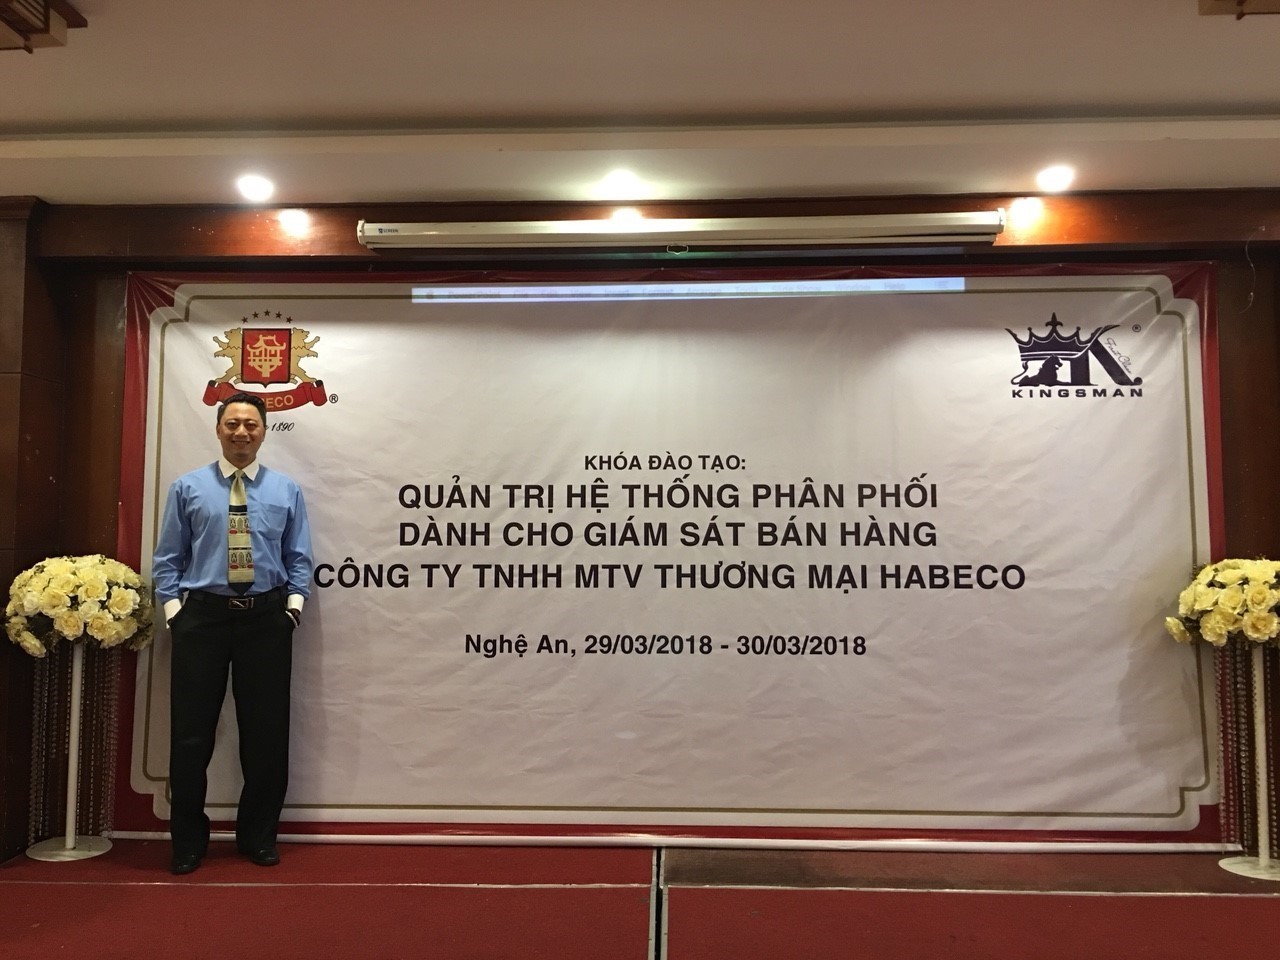 SCREEN
KINGSMAN
®
®
1890
KHÓA ĐÀO TẠO:
QUẢN TRỊ HỆ THỐNG PHÂN PHỐI
DÀNH CHO GIÁM SÁT BÁN HÀNG
CÔNG TY TNHH MTV THƯƠNG MẠI HABECO
Nghệ An, 29/03/2018 - 30/03/2018